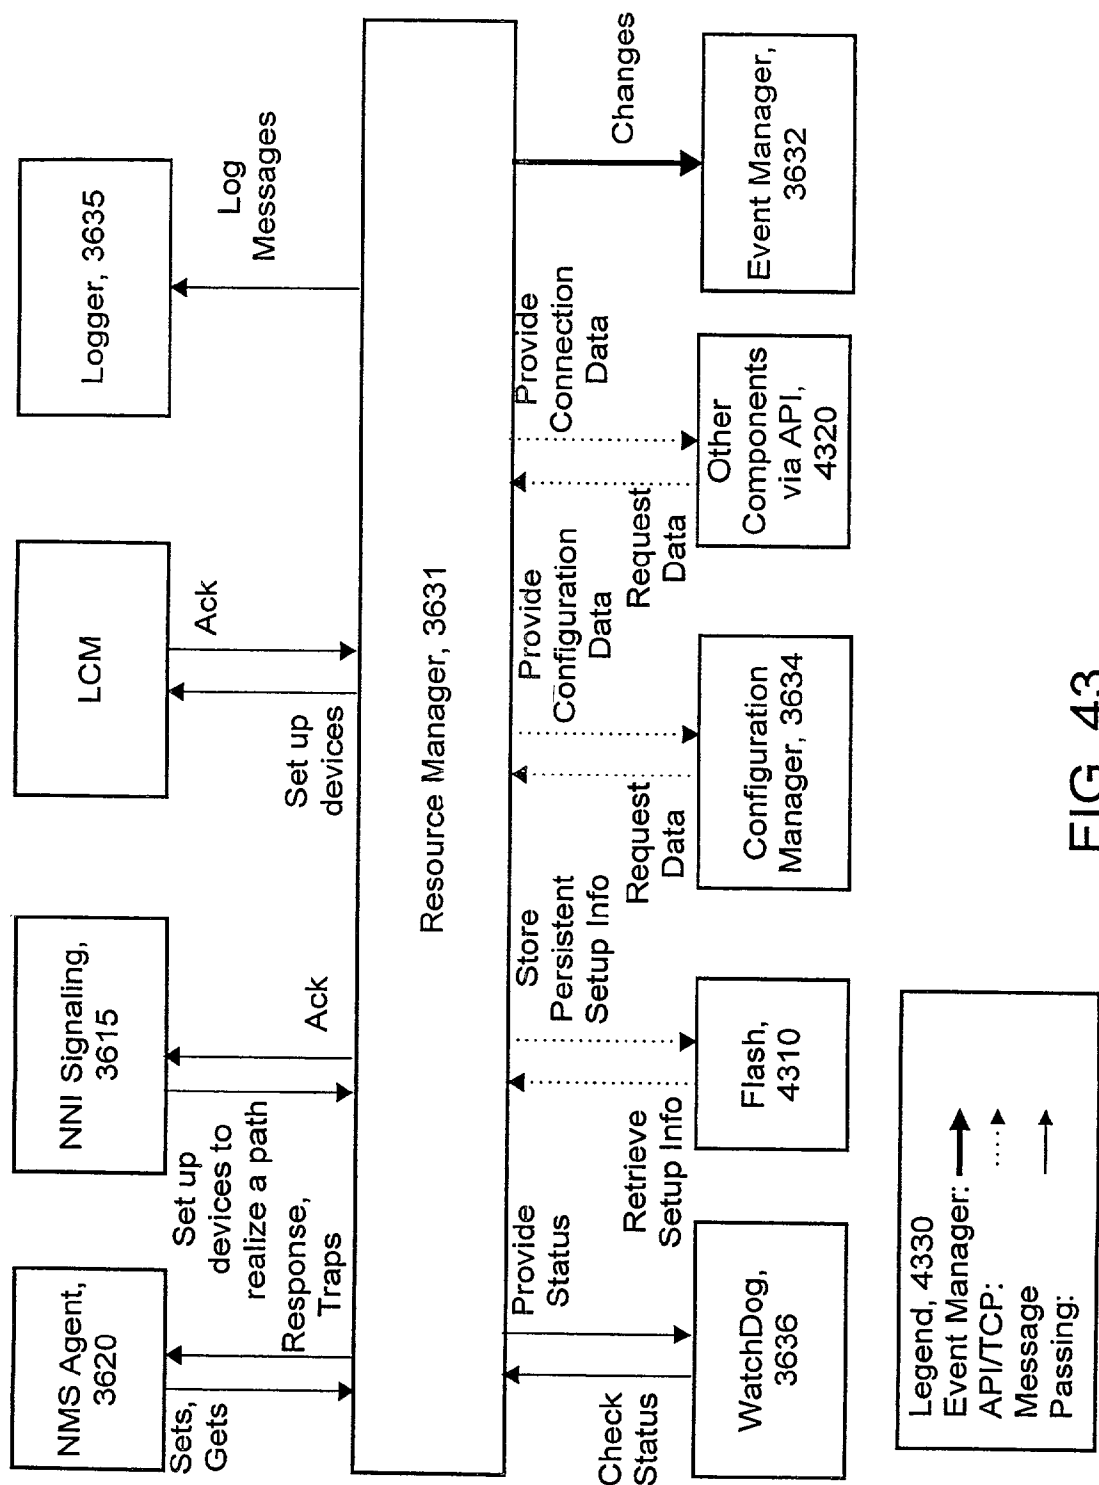 NMS Agent,
3620
NNI Signaling,
3615
LCM
Logger, 3635
Sets,
Gets
Response,
Traps
Set up
devices to
realize a path
Ack
Set up
devices
Ack
Log
Messages
Resource Manager, 3631
Check
Status
Provide
Status
Retrieve
Setup Info
Store
Persistent
Setup Info
Request
Data
Provide
Configuration
Data
Request
Data
Provide
Connection
Data
Changes
WatchDog,
3636
Flash,
4310
Configuration
Manager, 3634
Other
Components
via API,
4320
Event Manager,
3632
Legend, 4330
Event Manager:
API/TCP:
Message
Passing:
FIG. 43